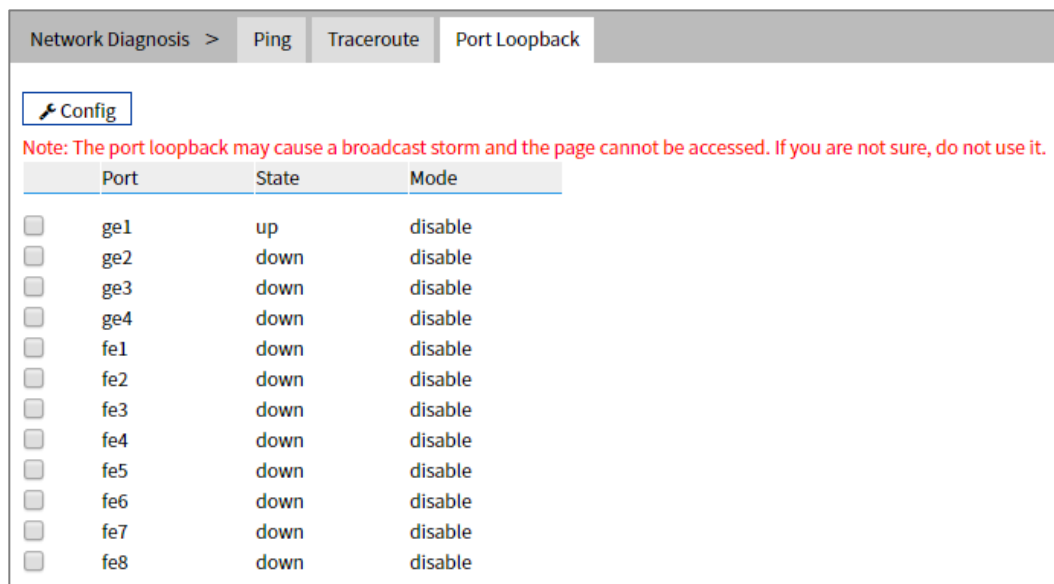 Network Diagnosis > Ping Traceroute Port Loopback
Config
Note: The port loopback may cause a broadcast storm and the page cannot be accessed. If you are not sure, do not use it.
Port State Mode
ge1 up disable
ge2 down disable
ge3 down disable
ge4 down disable
fe1 down disable
fe2 down disable
fe3 down disable
fe4 down disable
fe5 down disable
fe6 down disable
fe7 down disable
fe8 down disable